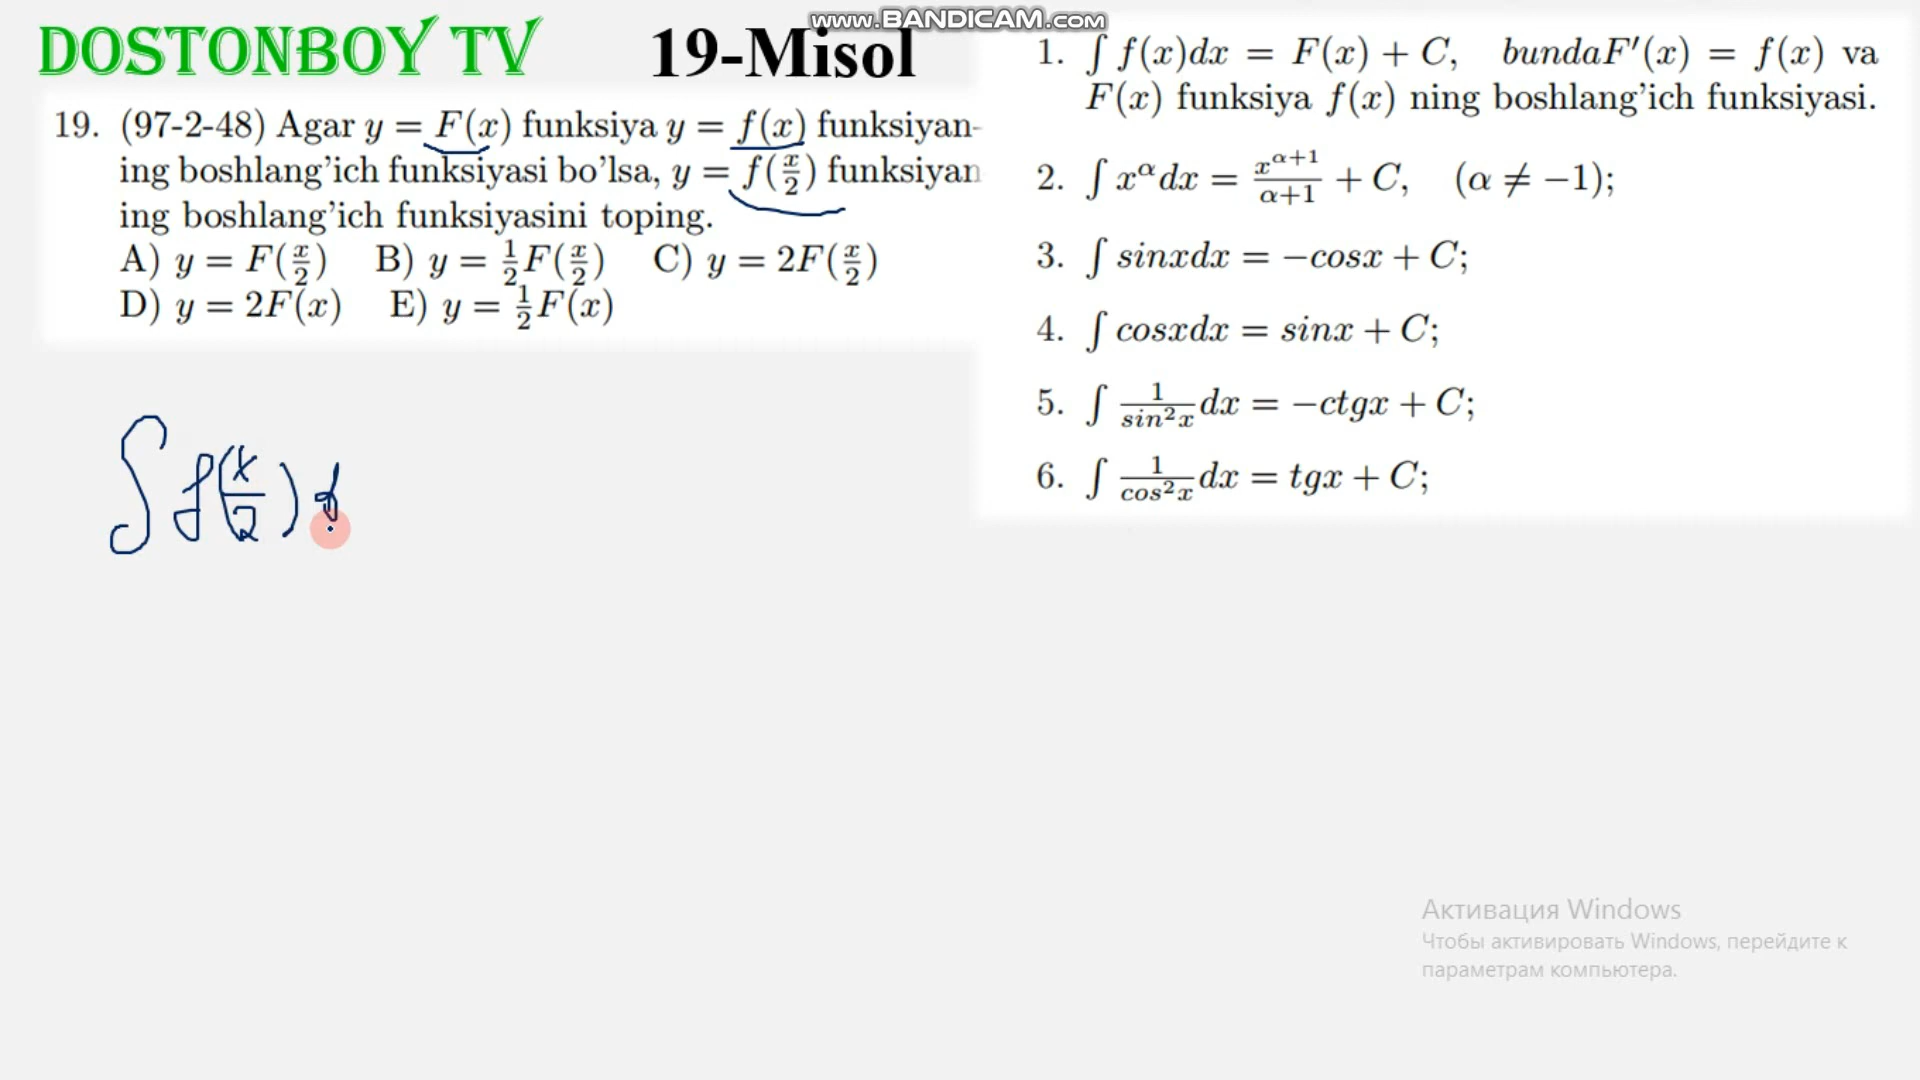 www.BANDICAM.com
DOSTONBOY TV
19-Misol
19. (97-2-48) Agar y = F(x) funksiya y = f(x) funksiyan-
ing boshlang'ich funksiyasi bo'lsa, y = f(x/2) funksiyan
ing boshlang'ich funksiyasini toping.
A) y = F(x/2) B) y = 1/2 F(x/2) C) y = 2F(x/2)
D) y = 2F(x) E) y = 1/2 F(x)
∫ f(x/2) d
1. ∫ f(x)dx = F(x) + C, bundaF′(x) = f(x) va
F(x) funksiya f(x) ning boshlang'ich funksiyasi.
2. ∫ x^α dx = x^(α+1)/(α+1) + C, (α ≠ −1);
3. ∫ sinxdx = −cosx + C;
4. ∫ cosxdx = sinx + C;
5. ∫ 1/sin²x dx = −ctgx + C;
6. ∫ 1/cos²x dx = tgx + C;
Активация Windows
Чтобы активировать Windows, перейдите к
параметрам компьютера.